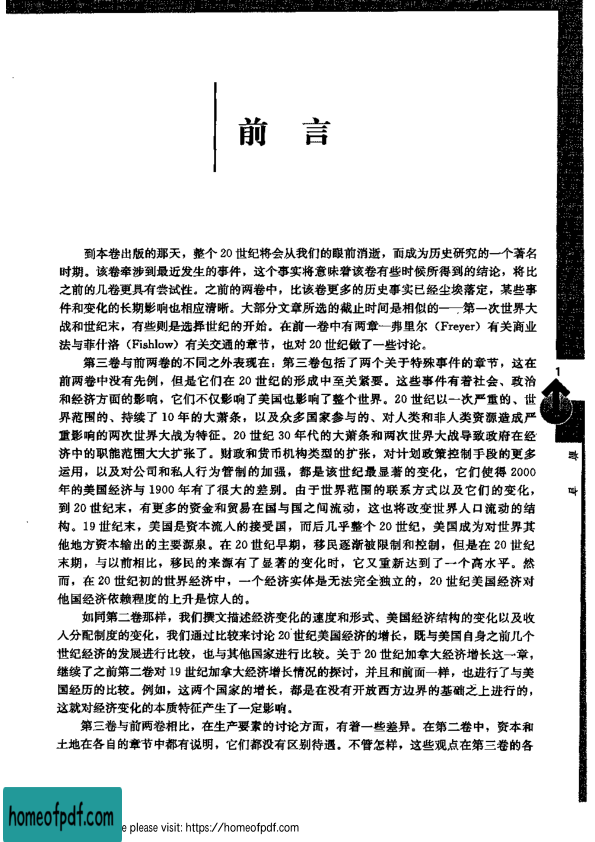 前 言
到本卷出版的那天，整个 20 世纪将会从我们的眼前消逝，而成为历史研究的一个著名
时期。该卷牵涉到最近发生的事件，这个事实将意味着该卷有些时候所得到的结论，将比
之前的几卷更具有尝试性。之前的两卷中，比该卷更多的历史事实已经尘埃落定，某些事
件和变化的长期影响也相应清晰。大部分文章所选的截止时间是相似的——第一次世界大
战和世纪末，有些则是选择世纪的开始。在前一卷中有两章—弗里尔（Freyer）有关商业
法与菲什洛（Fishlow）有关交通的章节，也对 20 世纪做了一些讨论。
第三卷与前两卷的不同之外表现在：第三卷包括了两个关于特殊事件的章节，这在
前两卷中没有先例，但是它们在 20 世纪的形成中至关紧要。这些事件有着社会、政治
和经济方面的影响，它们不仅影响了美国也影响了整个世界。20 世纪以一次严重的、世
界范围的、持续了 10 年的大萧条，以及众多国家参与的、对人类和非人类资源造成严
重影响的两次世界大战为特征。20 世纪 30 年代的大萧条和两次世界大战导致政府在经
济中的职能范围大大扩张了。财政和货币机构类型的扩张，对计划政策控制手段的更多
运用，以及对公司和私人行为管制的加强，都是该世纪最显著的变化，它们使得 2000
年的美国经济与 1900 年有了很大的差别。由于世界范围的联系方式以及它们的变化，
到 20 世纪末，有更多的资金和贸易在国与国之间流动，这也将改变世界人口流动的结
构。19 世纪末，美国是资本流入的接受国，而后几乎整个 20 世纪，美国成为对世界其
他地方资本输出的主要源泉。在 20 世纪早期，移民逐渐被限制和控制，但是在 20 世纪
末期，与以前相比，移民的来源有了显著的变化时，它又重新达到了一个高水平。然
而，在 20 世纪初的世界经济中，一个经济实体是无法完全独立的，20 世纪美国经济对
他国经济依赖程度的上升是惊人的。
如同第二卷那样，我们撰文描述经济变化的速度和形式、美国经济结构的变化以及收
入分配制度的变化，我们通过比较来讨论 20 世纪美国经济的增长，既与美国自身之前几个
世纪经济的发展进行比较，也与其他国家进行比较。关于 20 世纪加拿大经济增长这一章，
继续了之前第二卷对 19 世纪加拿大经济增长情况的探讨，并且和前面一样，也进行了与美
国经历的比较。例如，这两个国家的增长，都是在没有开放西方边界的基础之上进行的，
这就对经济变化的本质特征产生了一定影响。
第三卷与前两卷相比，在生产要素的讨论方面，有着一些差异。在第二卷中，资本和
土地在各自的章节中都有说明，它们都没有区别待遇。不管怎样，这些观点在第三卷的各
1
前
言
homeofpdf.com
e please visit: https://homeofpdf.com